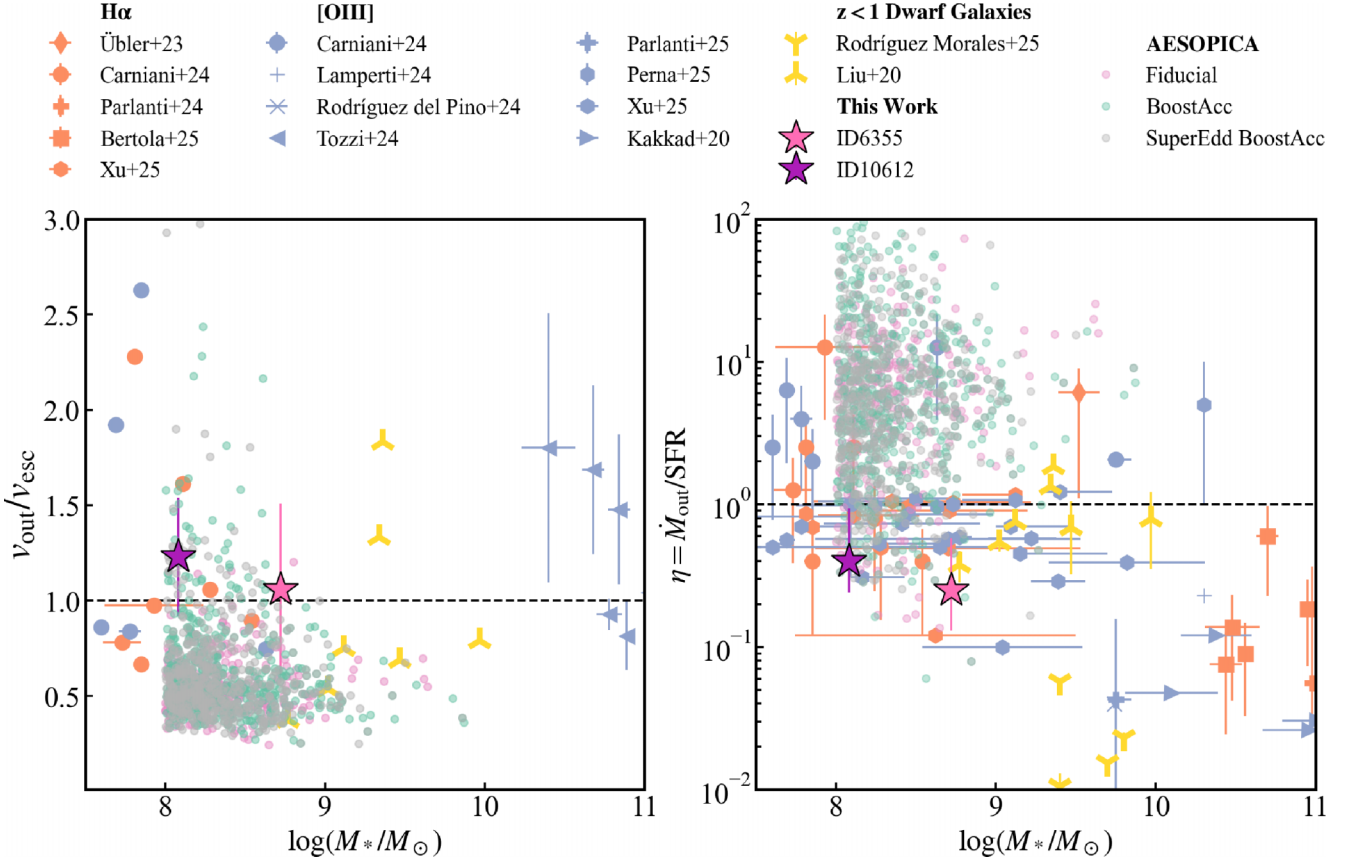 Hα
Übler+23
Carniani+24
Parlanti+24
Bertola+25
Xu+25
[OIII]
Carniani+24
Lamperti+24
Rodríguez del Pino+24
Tozzi+24
Parlanti+25
Perna+25
Xu+25
Kakkad+20
z < 1 Dwarf Galaxies
Rodríguez Morales+25
Liu+20
This Work
ID6355
ID10612
AESOPICA
Fiducial
BoostAcc
SuperEdd BoostAcc
v_out/v_esc
3.0
2.5
2.0
1.5
1.0
0.5
8 9 10 11
log(M_*/M_⊙)
η = Ṁ_out/SFR
10^2
10^1
10^0
10^−1
10^−2
8 9 10 11
log(M_*/M_⊙)